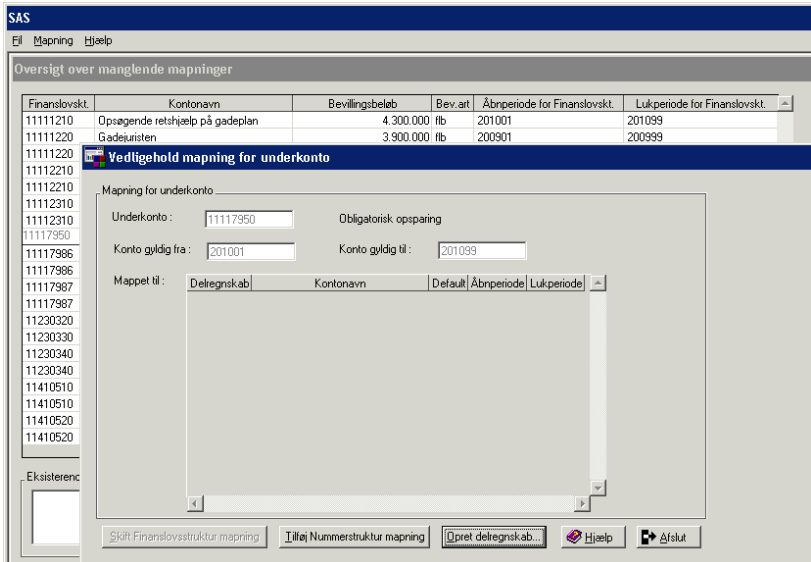 SAS
Fil Mapning Hjælp
Oversigt over manglende mapninger
Finanslovskt. Kontonavn Bevillingsbeløb Bev.art Åbnperiode for Finanslovskt. Lukperiode for Finanslovskt.
11111210 Opsøgende retshjælp på gadeplan 4.300.000 flb 201001 201099
11111220 Gadejuristen 3.900.000 flb 200901 200999
11111220
11112210
11112210
11112310
11112310
11117950
11117986
11117986
11117987
11117987
11230320
11230330
11230340
11230340
11410510
11410510
11410520
11410520
Eksisterend
Vedligehold mapning for underkonto
Mapning for underkonto
Underkonto : 11117950 Obligatorisk opsparing
Konto gyldig fra : 201001 Konto gyldig til : 201099
Mappet til : Delregnskab Kontonavn Default Åbnperiode Lukperiode
Skift Finanslovsstruktur mapning Tilføj Nummerstruktur mapning Opret delregnskab... Hjælp Afslut